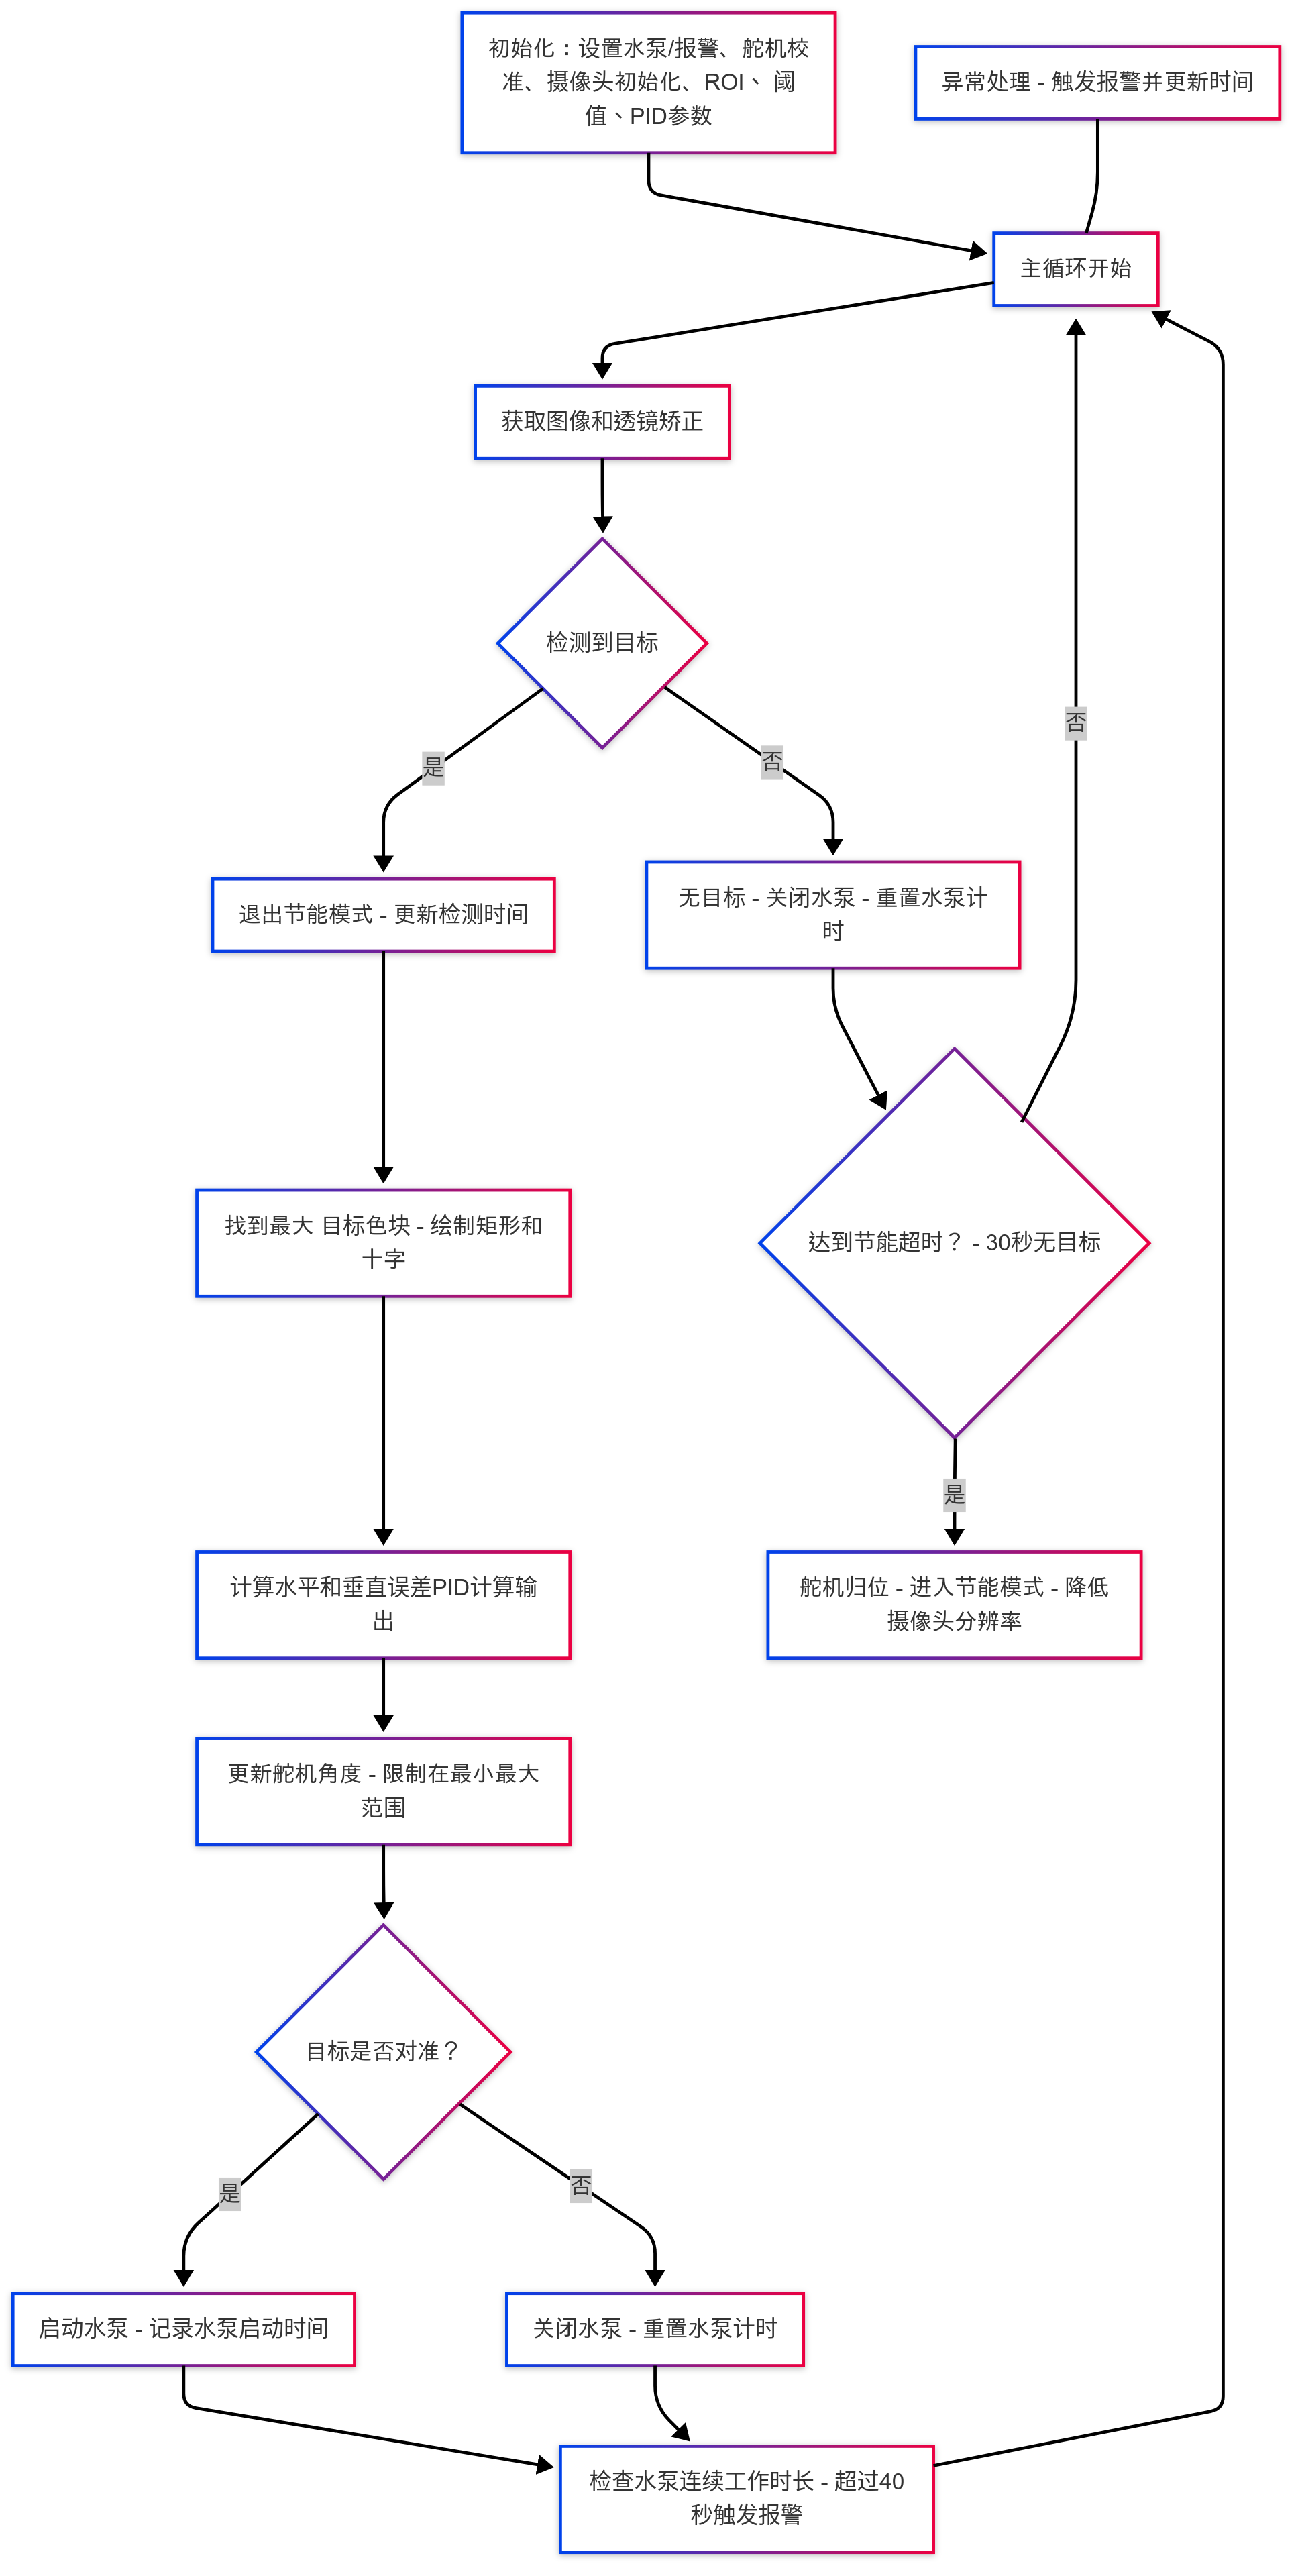 初始化：设置水泵/报警、舵机校
准、摄像头初始化、ROI、 阈
值、PID参数
异常处理 - 触发报警并更新时间
主循环开始
获取图像和透镜矫正
检测到目标
是
否
否
退出节能模式 - 更新检测时间
无目标 - 关闭水泵 - 重置水泵计
时
找到最大 目标色块 - 绘制矩形和
十字
达到节能超时？ - 30秒无目标
是
计算水平和垂直误差PID计算输
出
舵机归位 - 进入节能模式 - 降低
摄像头分辨率
更新舵机角度 - 限制在最小最大
范围
目标是否对准？
是
否
启动水泵 - 记录水泵启动时间
关闭水泵 - 重置水泵计时
检查水泵连续工作时长 - 超过40
秒触发报警